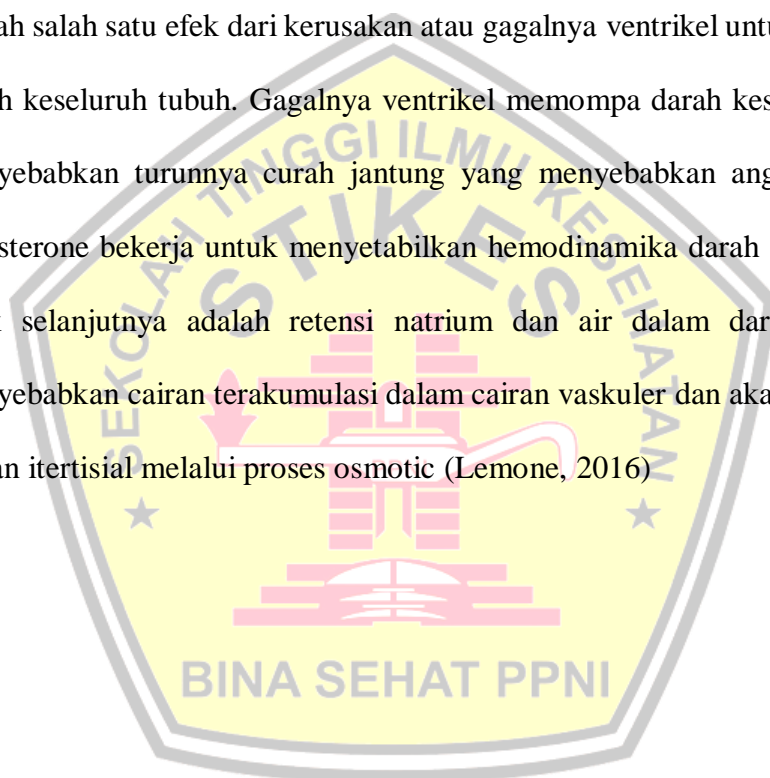 ah salah satu efek dari kerusakan atau gagalnya ventrikel untu
h keseluruh tubuh. Gagalnya ventrikel memompa darah kes
yebabkan turunnya curah jantung yang menyebabkan ang
sterone bekerja untuk menyetabilkan hemodinamika darah
selanjutnya adalah retensi natrium dan air dalam dar
yebabkan cairan terakumulasi dalam cairan vaskuler dan aka
an itertisial melalui proses osmotic (Lemone, 2016)
SEKOLAH TINGGI ILMU KESEHATAN
STIKES
PPNI
BINA SEHAT PPNI